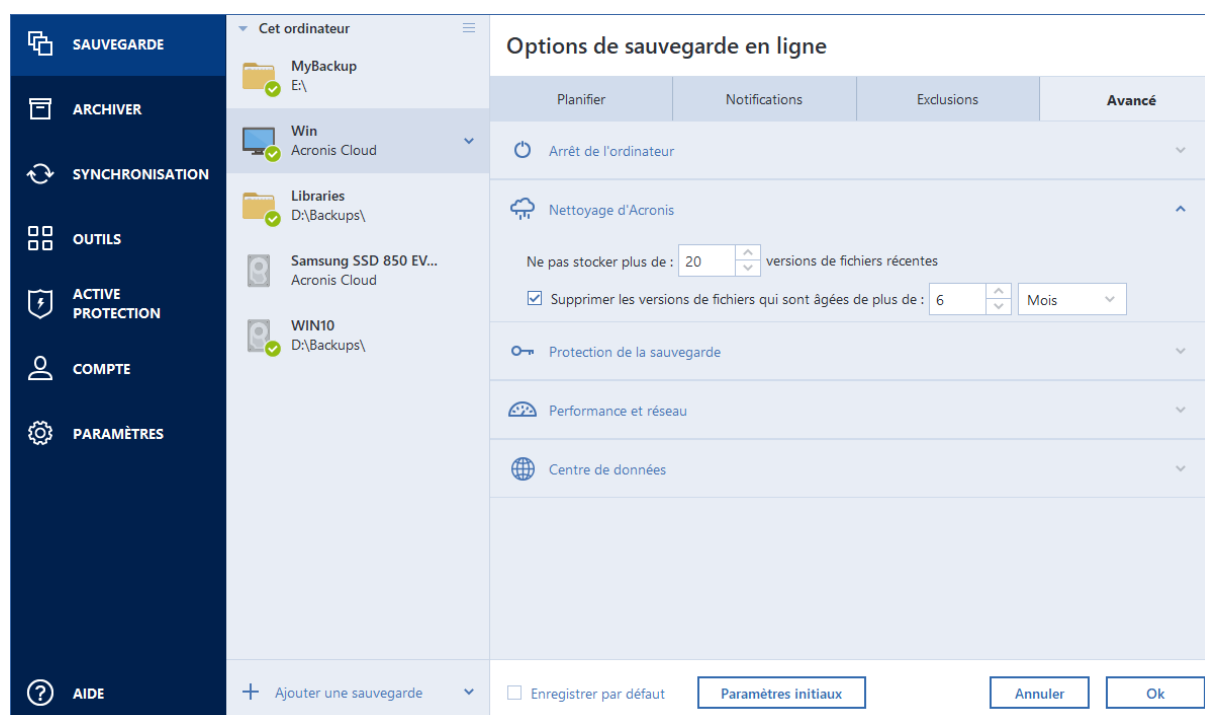 SAUVEGARDE
ARCHIVER
SYNCHRONISATION
OUTILS
ACTIVE
PROTECTION
COMPTE
PARAMÈTRES
AIDE
Cet ordinateur
MyBackup
E:\
Win
Acronis Cloud
Libraries
D:\Backups\
Samsung SSD 850 EV...
Acronis Cloud
WIN10
D:\Backups\
Ajouter une sauvegarde
Options de sauvegarde en ligne
Planifier Notifications Exclusions Avancé
Arrêt de l'ordinateur
Nettoyage d'Acronis
Ne pas stocker plus de : 20 versions de fichiers récentes
Supprimer les versions de fichiers qui sont âgées de plus de : 6 Mois
Protection de la sauvegarde
Performance et réseau
Centre de données
Enregistrer par défaut Paramètres initiaux Annuler Ok